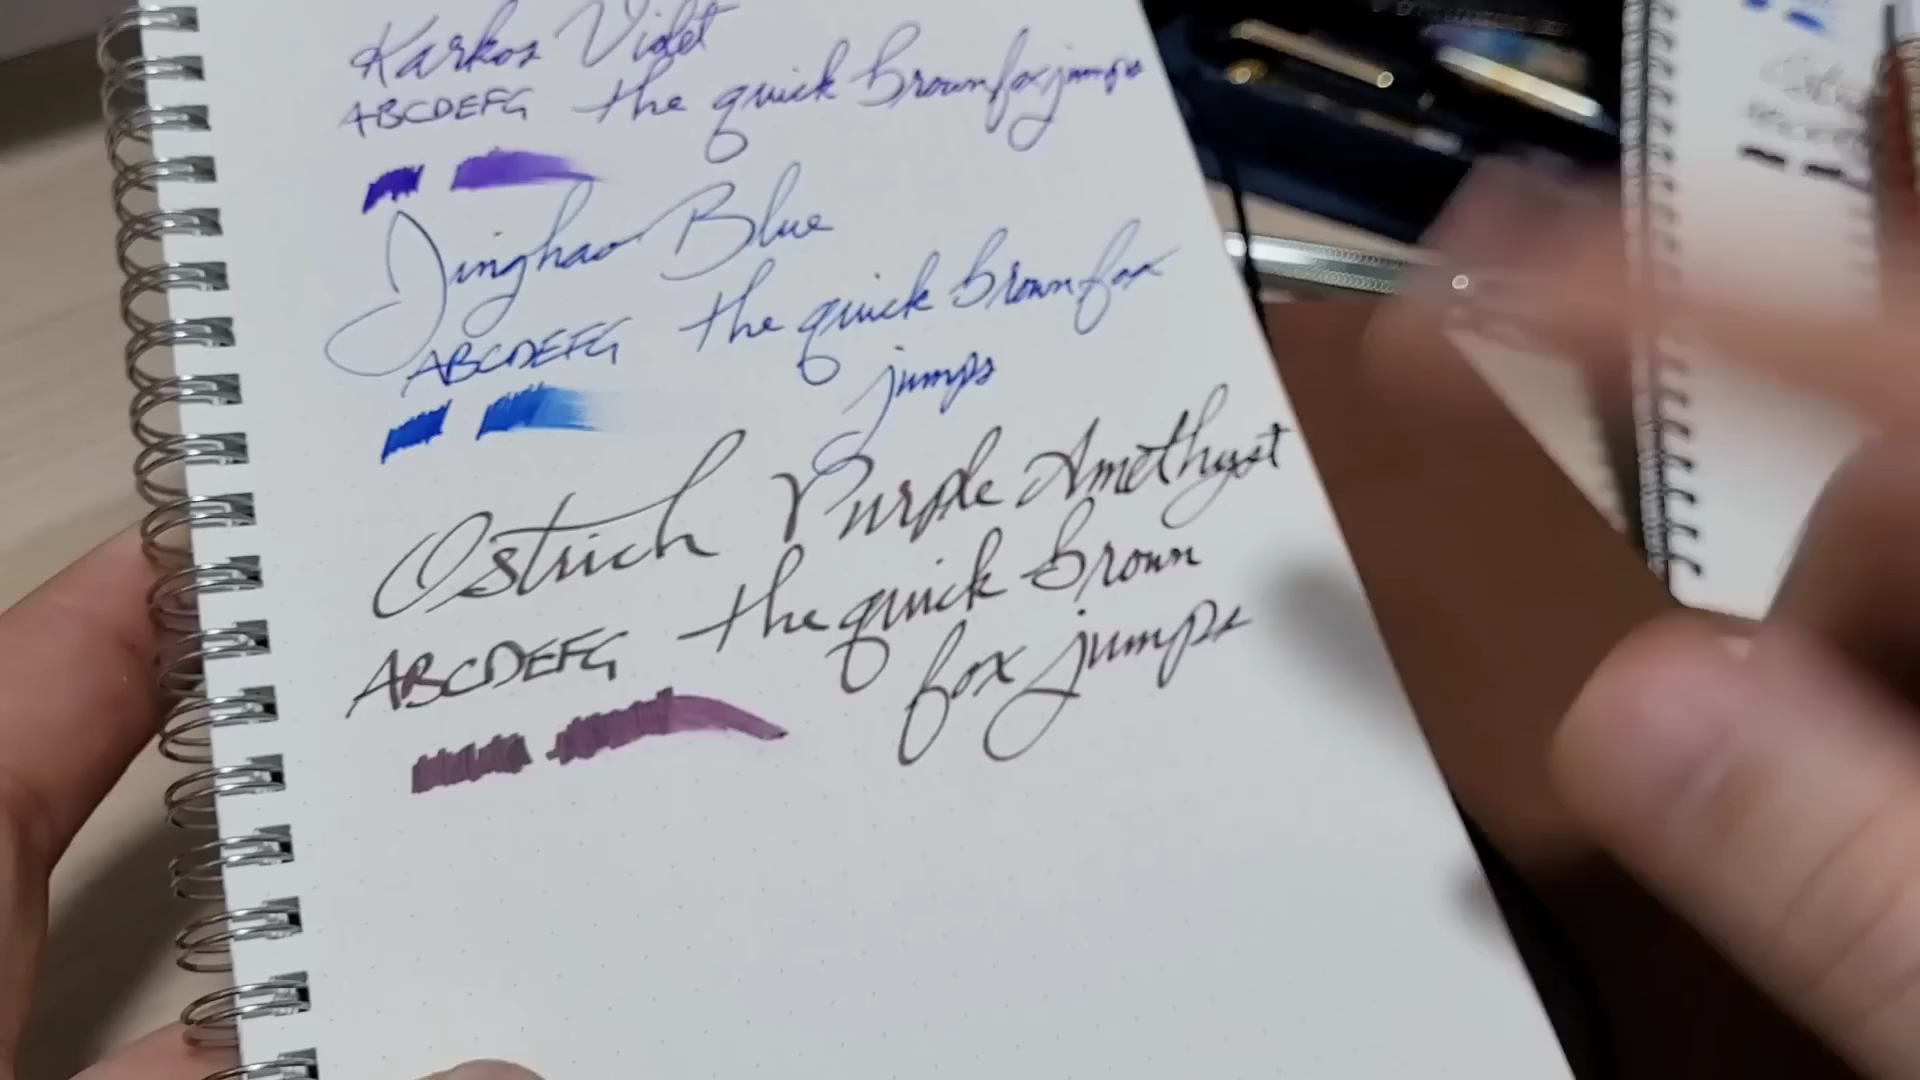 Karkos Violet
ABCDEFG the quick brown fox jumps
Jinghao Blue
ABCDEFG the quick brown fox
jumps
Ostrich Purple Amethyst
ABCDEFG the quick brown
fox jumps